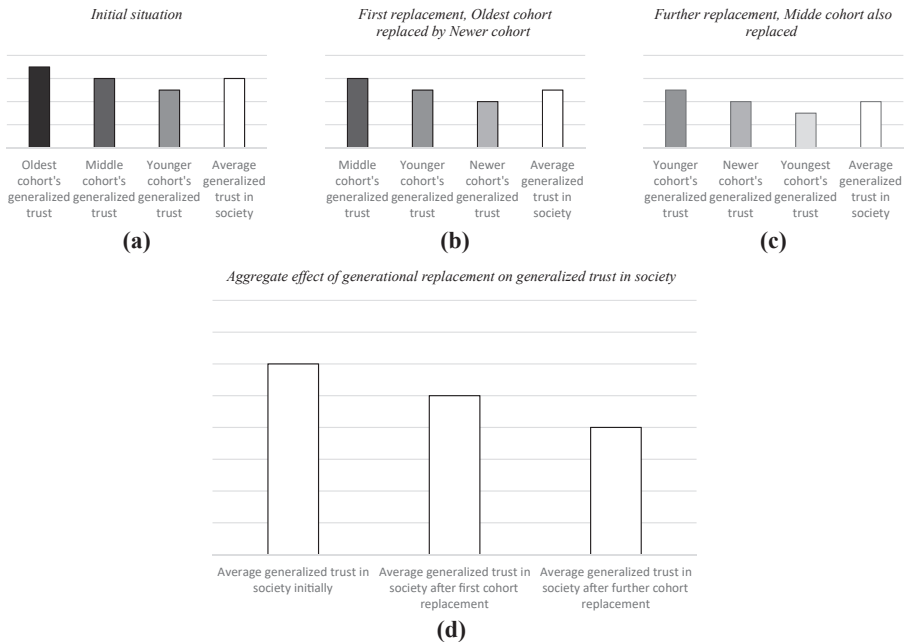 Initial situation
First replacement, Oldest cohort
replaced by Newer cohort
Further replacement, Midde cohort also
replaced
Oldest
cohort's
generalized
trust
Middle
cohort's
generalized
trust
Younger
cohort's
generalized
trust
Average
generalized
trust in
society
(a)
Middle
cohort's
generalized
trust
Younger
cohort's
generalized
trust
Newer
cohort's
generalized
trust
Average
generalized
trust in
society
(b)
Younger
cohort's
generalized
trust
Newer
cohort's
generalized
trust
Youngest
cohort's
generalized
trust
Average
generalized
trust in
society
(c)
Aggregate effect of generational replacement on generalized trust in society
Average generalized trust in
society initially
Average generalized trust in
society after first cohort
replacement
Average generalized trust in
society after further cohort
replacement
(d)